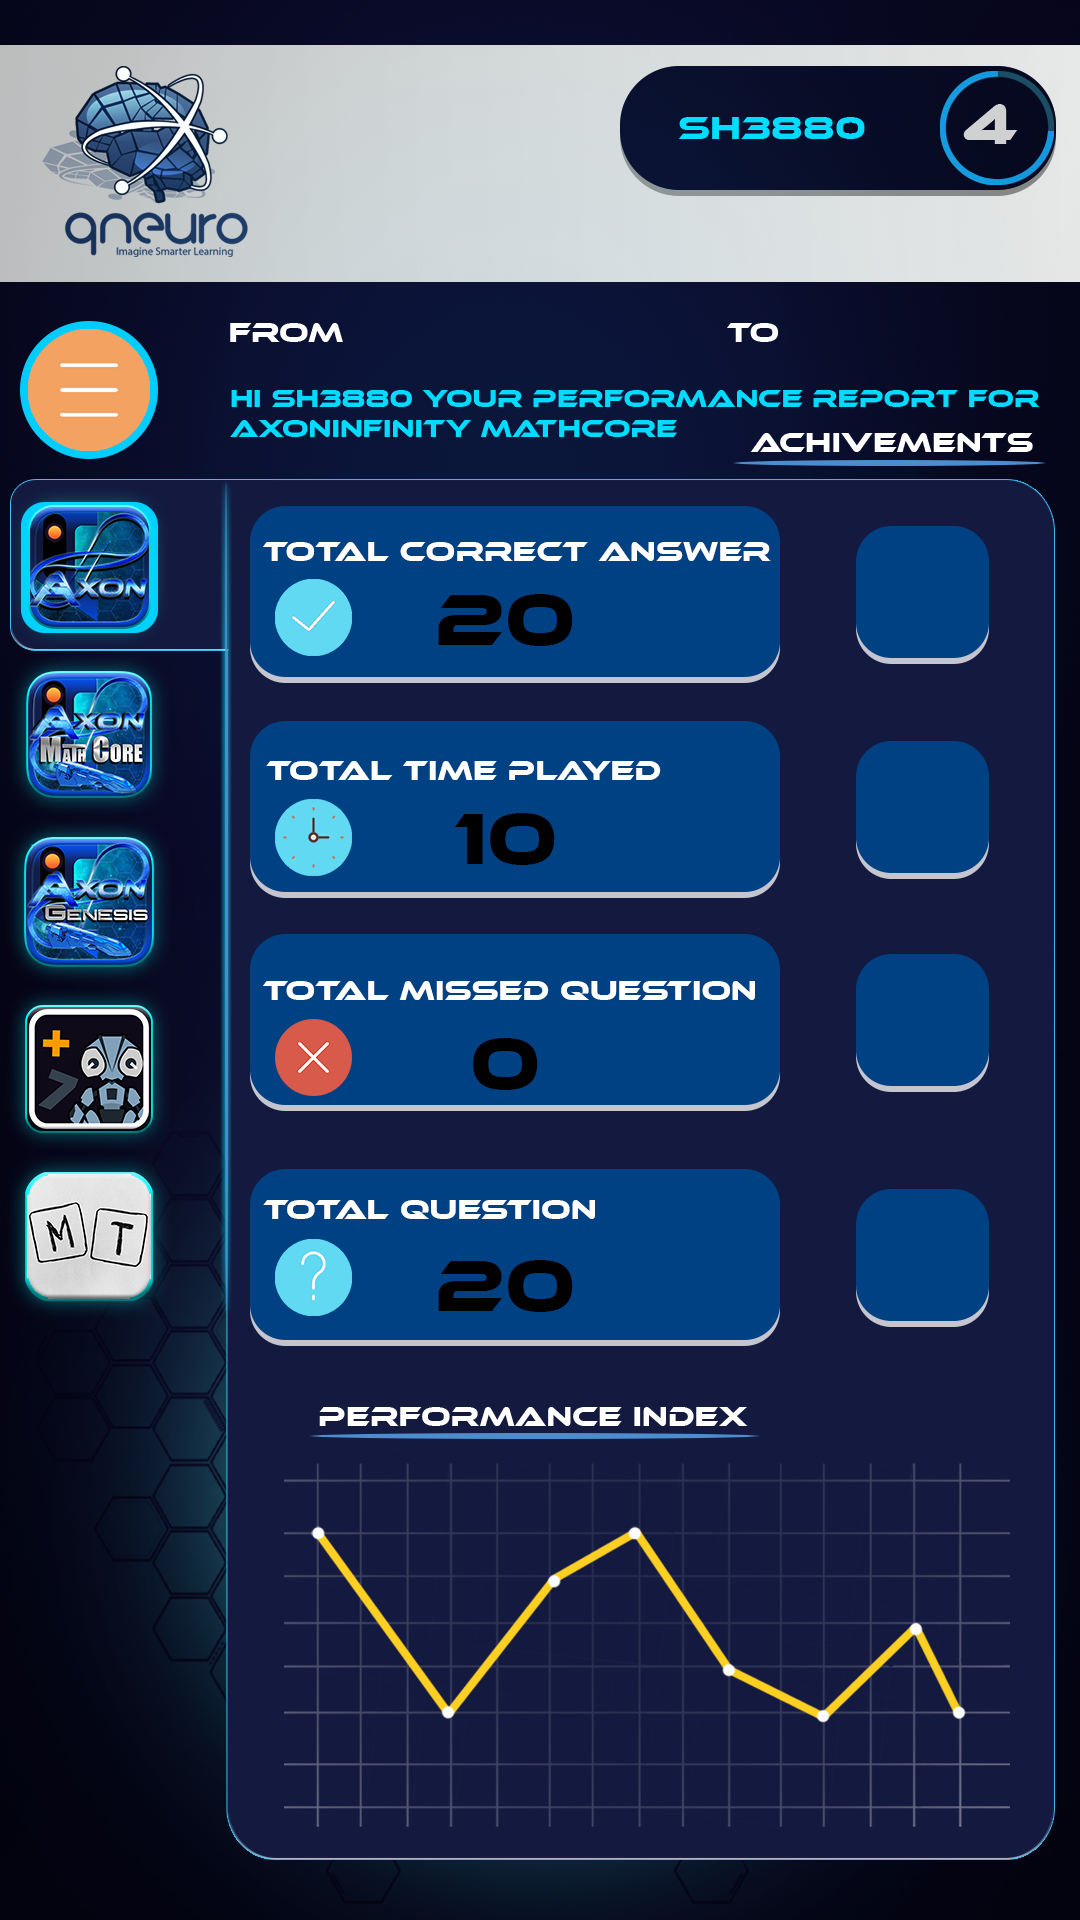 qneuro
Imagine Smarter Learning
SH3880
4
FROM
TO
HI SH3880 YOUR PERFORMANCE REPORT FOR
AXONINFINITY MATHCORE
ACHIVEMENTS
AXON
TOTAL CORRECT ANSWER
20
AXON
MATH CORE
TOTAL TIME PLAYED
10
AXON
GENESIS
TOTAL MISSED QUESTION
0
+
7
M T
TOTAL QUESTION
?
20
PERFORMANCE INDEX